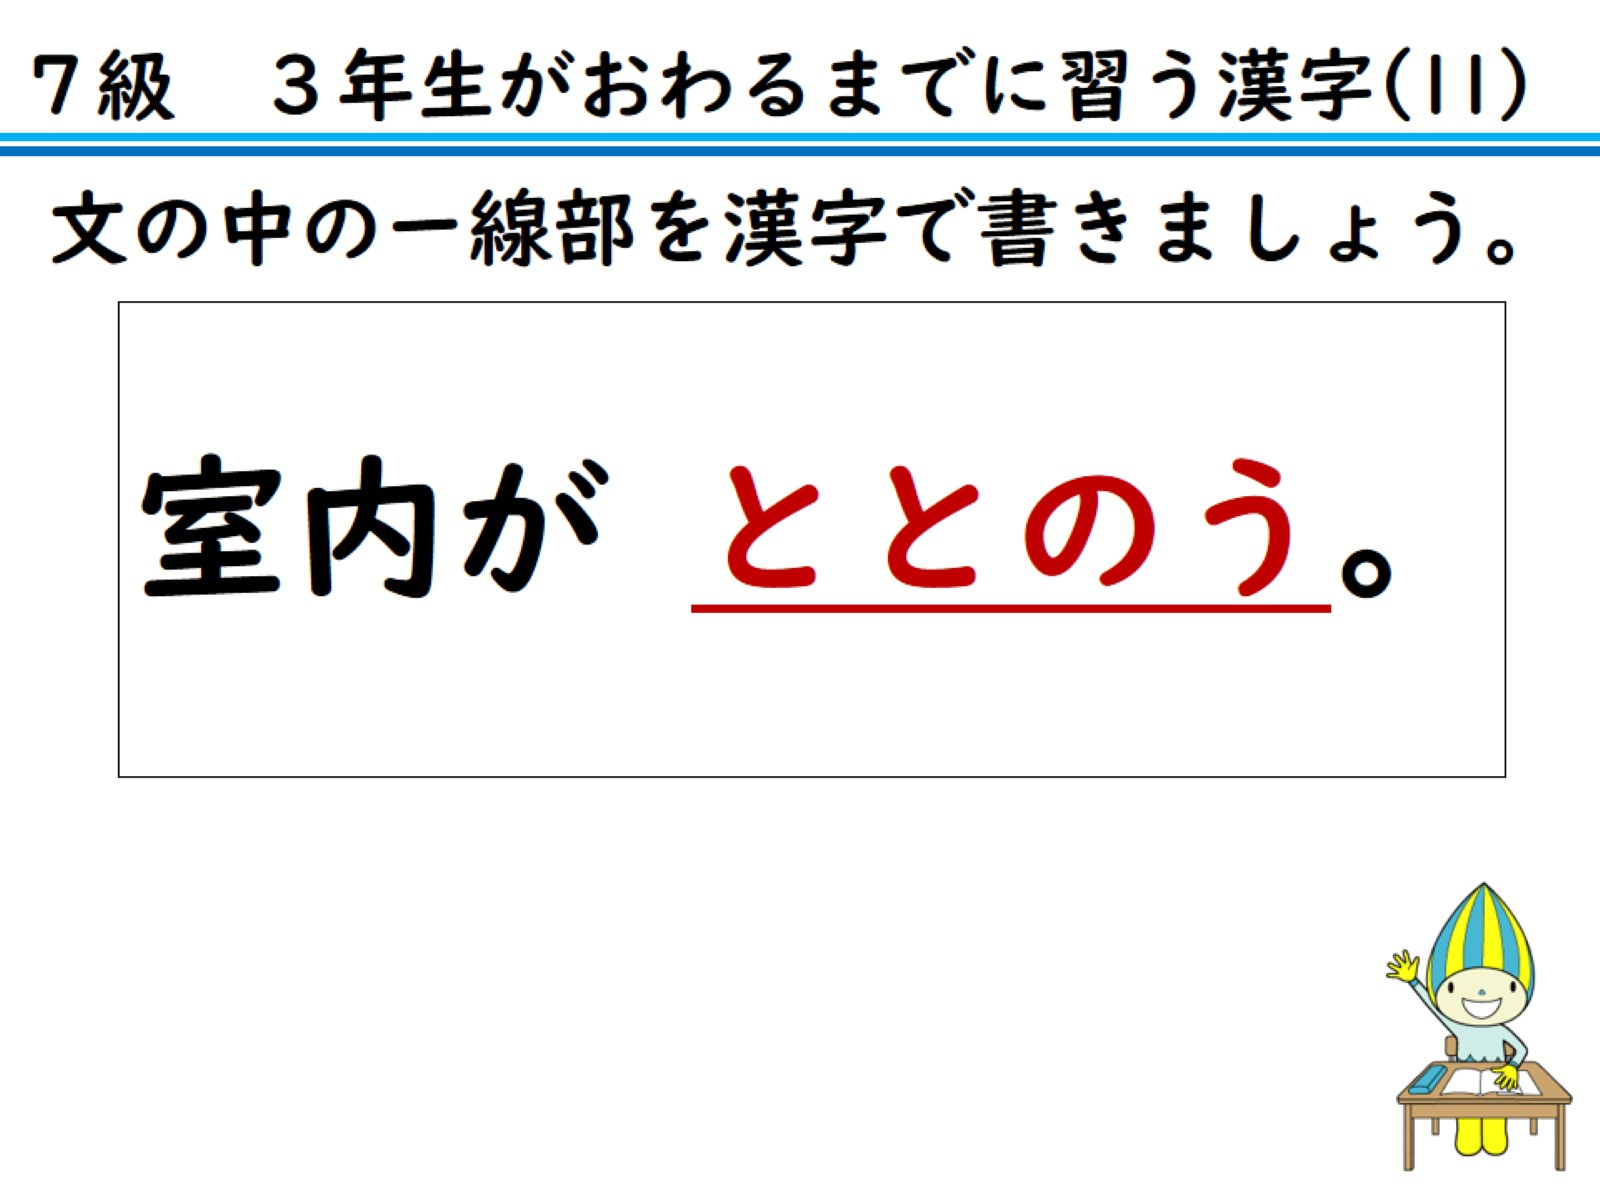 ７級　３年生がおわるまでに習う漢字(11)
文の中の一線部を漢字で書きましょう。
室内が ととのう。